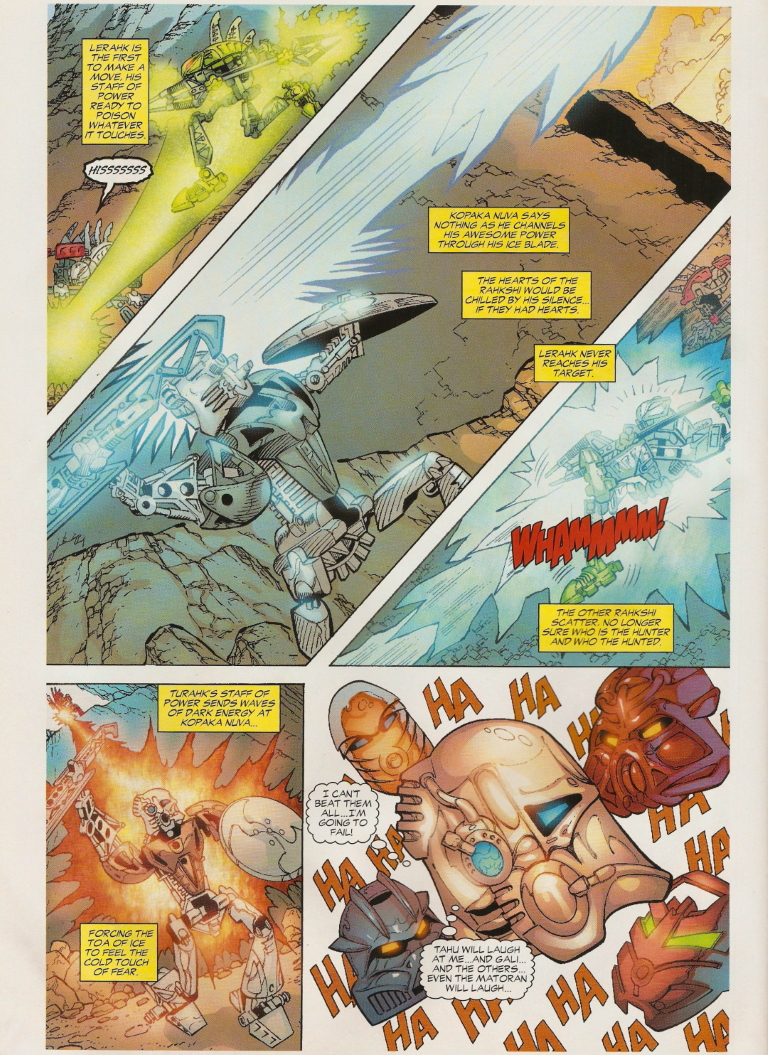 LERAHK IS
THE FIRST
TO MAKE A
MOVE, HIS
STAFF OF
POWER
READY TO
POISON
WHATEVER
IT TOUCHES.
HISSSSSSS
KOPAKA NUVA SAYS
NOTHING AS HE CHANNELS
HIS AWESOME POWER
THROUGH HIS ICE BLADE.
THE HEARTS OF THE
RAHKSHI WOULD BE
CHILLED BY HIS SILENCE...
IF THEY HAD HEARTS.
LERAHK NEVER
REACHES HIS
TARGET.
WHAMMMMM!
THE OTHER RAHKSHI
SCATTER, NO LONGER
SURE WHO IS THE HUNTER
AND WHO THE HUNTED.
TURAHK'S STAFF OF
POWER SENDS WAVES
OF DARK ENERGY AT
KOPAKA NUVA...
FORCING THE
TOA OF ICE
TO FEEL THE
COLD TOUCH
OF FEAR.
HA HA
HA
I CAN'T
BEAT THEM
ALL...I'M
GOING TO
FAIL!
HA
HA HA
HA
TAHU WILL LAUGH
AT ME...AND GALI...
AND THE OTHERS...
EVEN THE MATORAN
WILL LAUGH...
HA
HA
HA
HA
HA
HA
HA